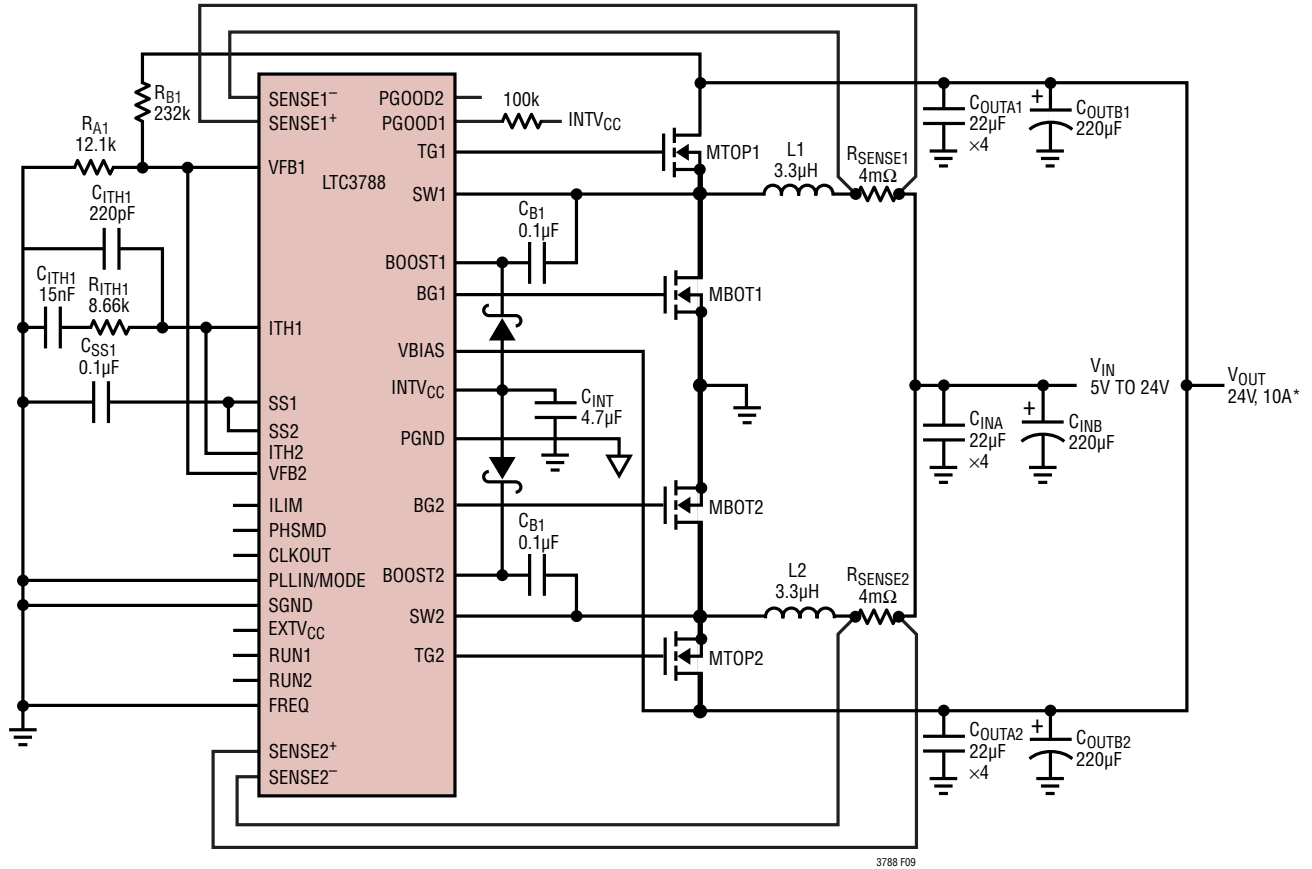 SENSE1–
SENSE1+
VFB1
LTC3788
ITH1
SS1
SS2
ITH2
VFB2
ILIM
PHSMD
CLKOUT
PLLIN/MODE
SGND
EXTVCC
RUN1
RUN2
FREQ
SENSE2+
SENSE2–
PGOOD2
PGOOD1
TG1
SW1
BOOST1
BG1
VBIAS
INTVCC
PGND
BG2
BOOST2
SW2
TG2
RB1
232k
RA1
12.1k
CITH1
220pF
CITH1
15nF
RITH1
8.66k
CSS1
0.1µF
100k
INTVCC
CB1
0.1µF
CINT
4.7µF
CB1
0.1µF
MTOP1
MBOT1
MBOT2
MTOP2
L1
3.3µH
RSENSE1
4mΩ
L2
3.3µH
RSENSE2
4mΩ
COUTA1
22µF
×4
+
COUTB1
220µF
VIN
5V TO 24V
VOUT
24V, 10A*
CINA
22µF
×4
+
CINB
220µF
COUTA2
22µF
×4
+
COUTB2
220µF
3788 F09